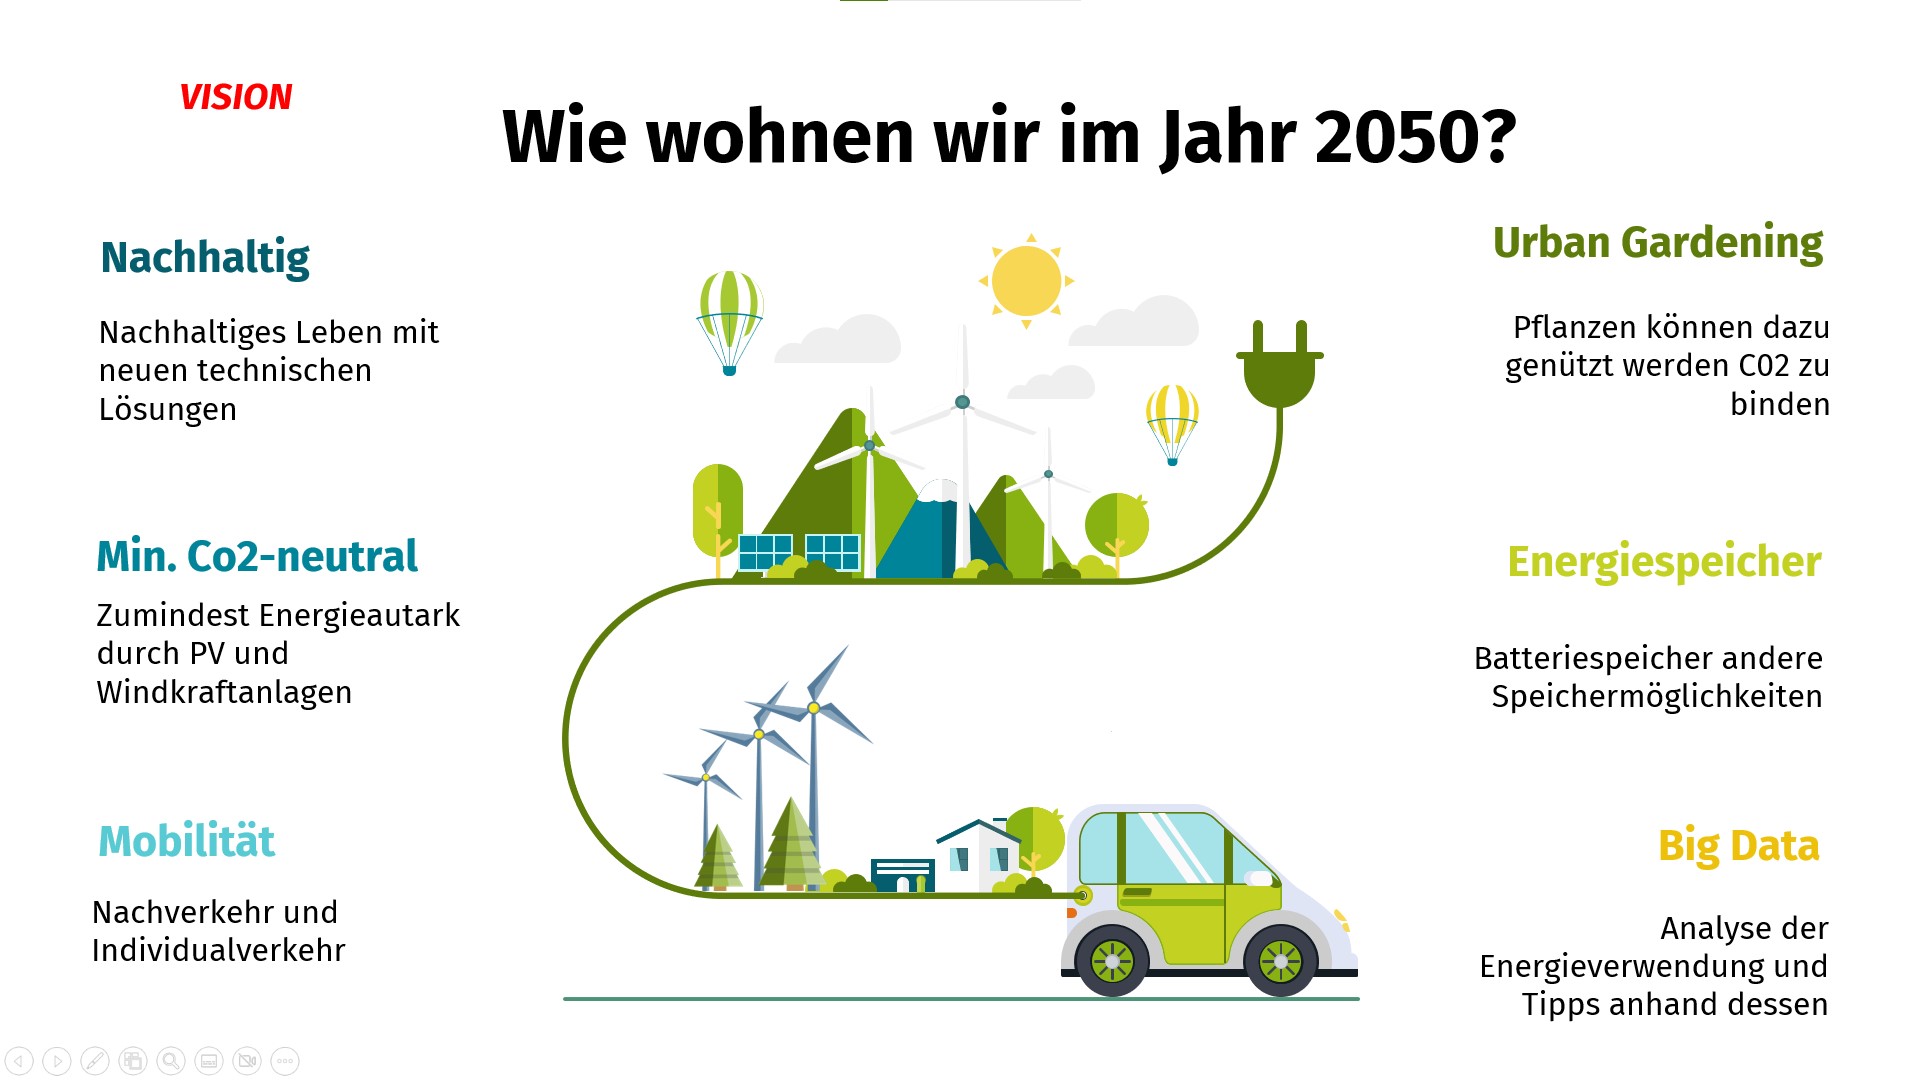 VISION
Wie wohnen wir im Jahr 2050?
Nachhaltig
Nachhaltiges Leben mit
neuen technischen
Lösungen
Min. Co2-neutral
Zumindest Energieautark
durch PV und
Windkraftanlagen
Mobilität
Nachverkehr und
Individualverkehr
Urban Gardening
Pflanzen können dazu
genützt werden C02 zu
binden
Energiespeicher
Batteriespeicher andere
Speichermöglichkeiten
Big Data
Analyse der
Energieverwendung und
Tipps anhand dessen